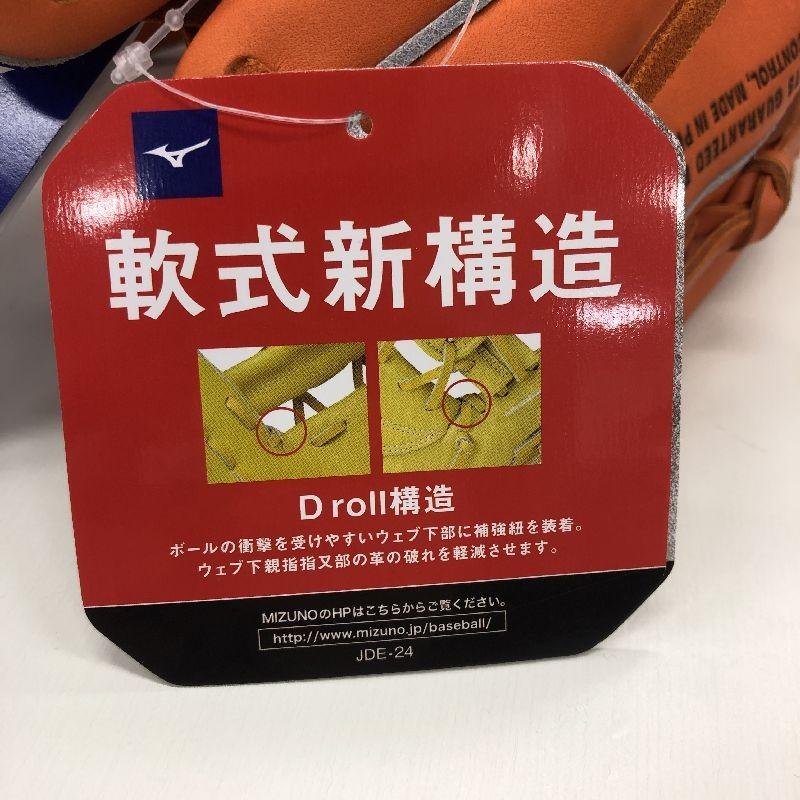 軟式新構造
D roll構造
ボールの衝撃を受けやすいウェブ下部に補強紐を装着。
ウェブ下親指指又部の革の破れを軽減させます。
MIZUNOのHPはこちらからご覧ください。
http://www.mizuno.jp/baseball/
JDE-24
GUARANTEED
CONTROL, MADE IN